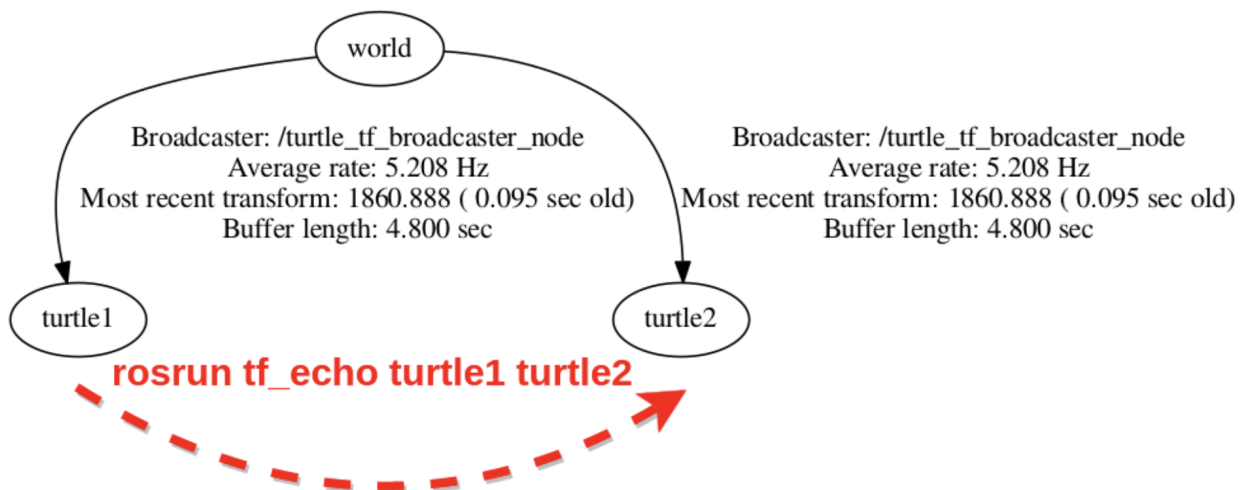 world
Broadcaster: /turtle_tf_broadcaster_node
Average rate: 5.208 Hz
Most recent transform: 1860.888 ( 0.095 sec old)
Buffer length: 4.800 sec
Broadcaster: /turtle_tf_broadcaster_node
Average rate: 5.208 Hz
Most recent transform: 1860.888 ( 0.095 sec old)
Buffer length: 4.800 sec
turtle1
turtle2
rosrun tf_echo turtle1 turtle2